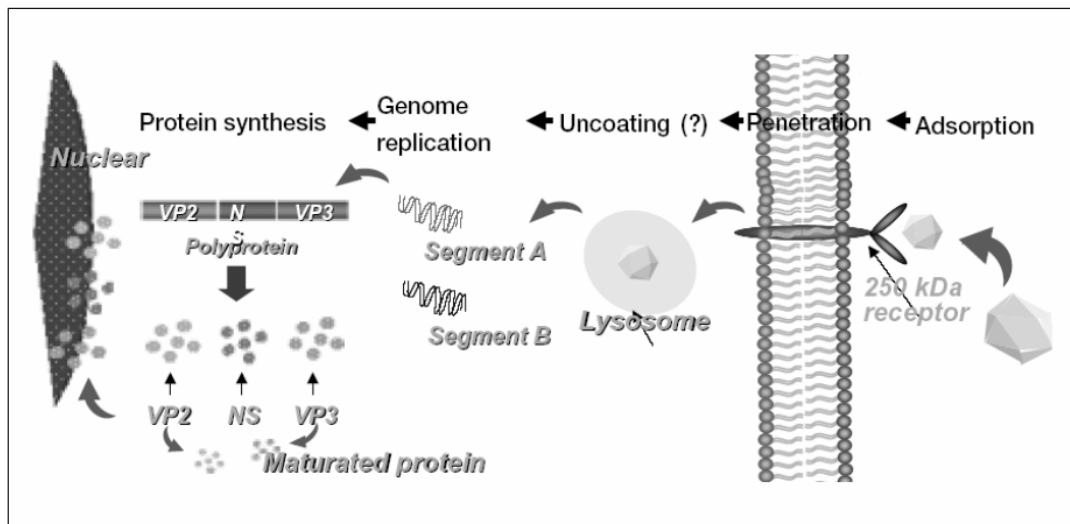 Protein synthesis
Genome
replication
Uncoating (?)
Penetration
Adsorption
Nuclear
VP2
N
S
VP3
Polyprotein
Segment A
Segment B
Lysosome
250 kDa
receptor
VP2
NS
VP3
Maturated protein